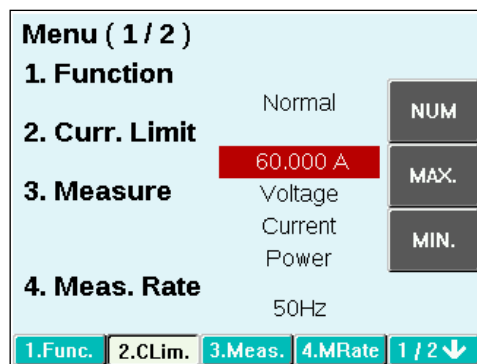 Menu ( 1 / 2 )
1. Function
Normal
NUM
2. Curr. Limit
60.000 A
MAX.
3. Measure
Voltage
Current
MIN.
Power
4. Meas. Rate
50Hz
1.Func. 2.CLim. 3.Meas. 4.MRate 1 / 2